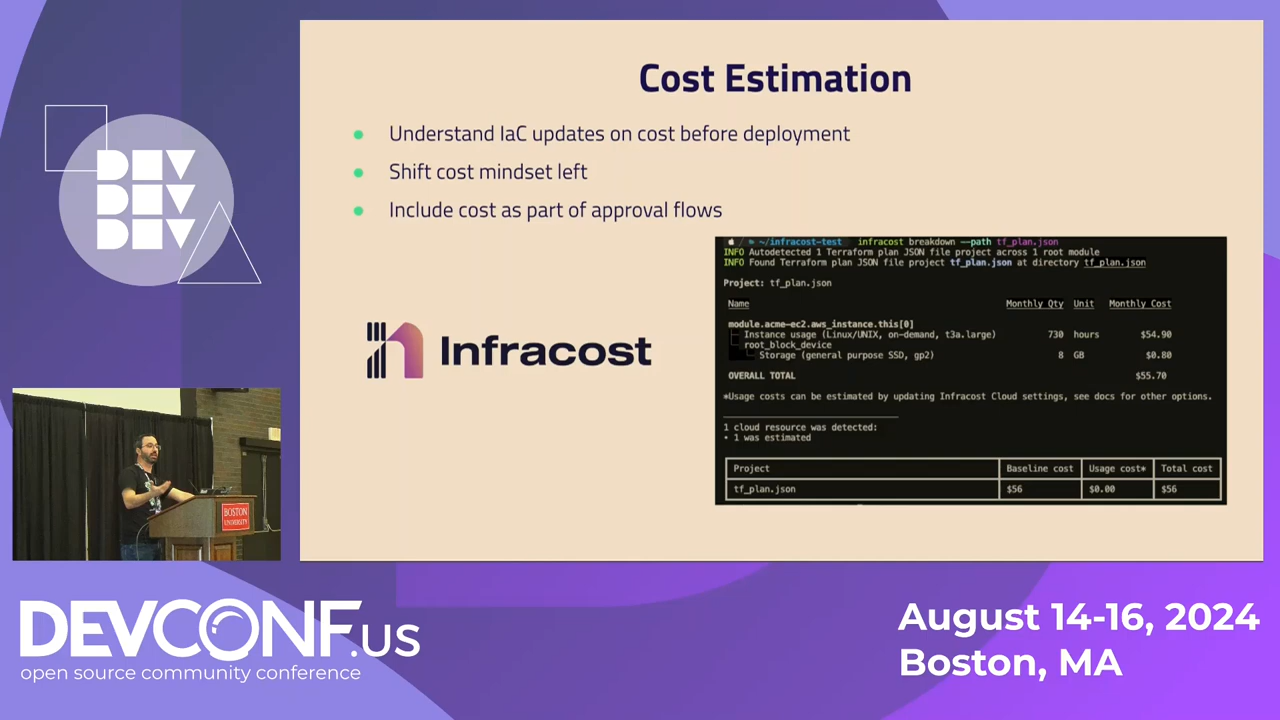 DEV DEV
DEV DEV
DEV DEV
Cost Estimation
Understand IaC updates on cost before deployment
Shift cost mindset left
Include cost as part of approval flows
Infracost
~/infracost-test infracost breakdown --path tf_plan.json
INFO Autodetected 1 Terraform plan JSON file project across 1 root module
INFO Found Terraform plan JSON file project tf_plan.json at directory tf_plan.json
Project: tf_plan.json
Name Monthly Qty Unit Monthly Cost
module.acme-ec2.aws_instance.this[0]
Instance usage (Linux/UNIX, on-demand, t3a.large) 730 hours $54.90
root_block_device
Storage (general purpose SSD, gp2) 8 GB $0.80
OVERALL TOTAL $55.70
*Usage costs can be estimated by updating Infracost Cloud settings, see docs for other options.
1 cloud resource was detected:
• 1 was estimated
Project Baseline cost Usage cost* Total cost
tf_plan.json $56 $0.00 $56
BOSTON
UNIVERSITY
DEVCONF.US
open source community conference
August 14-16, 2024
Boston, MA